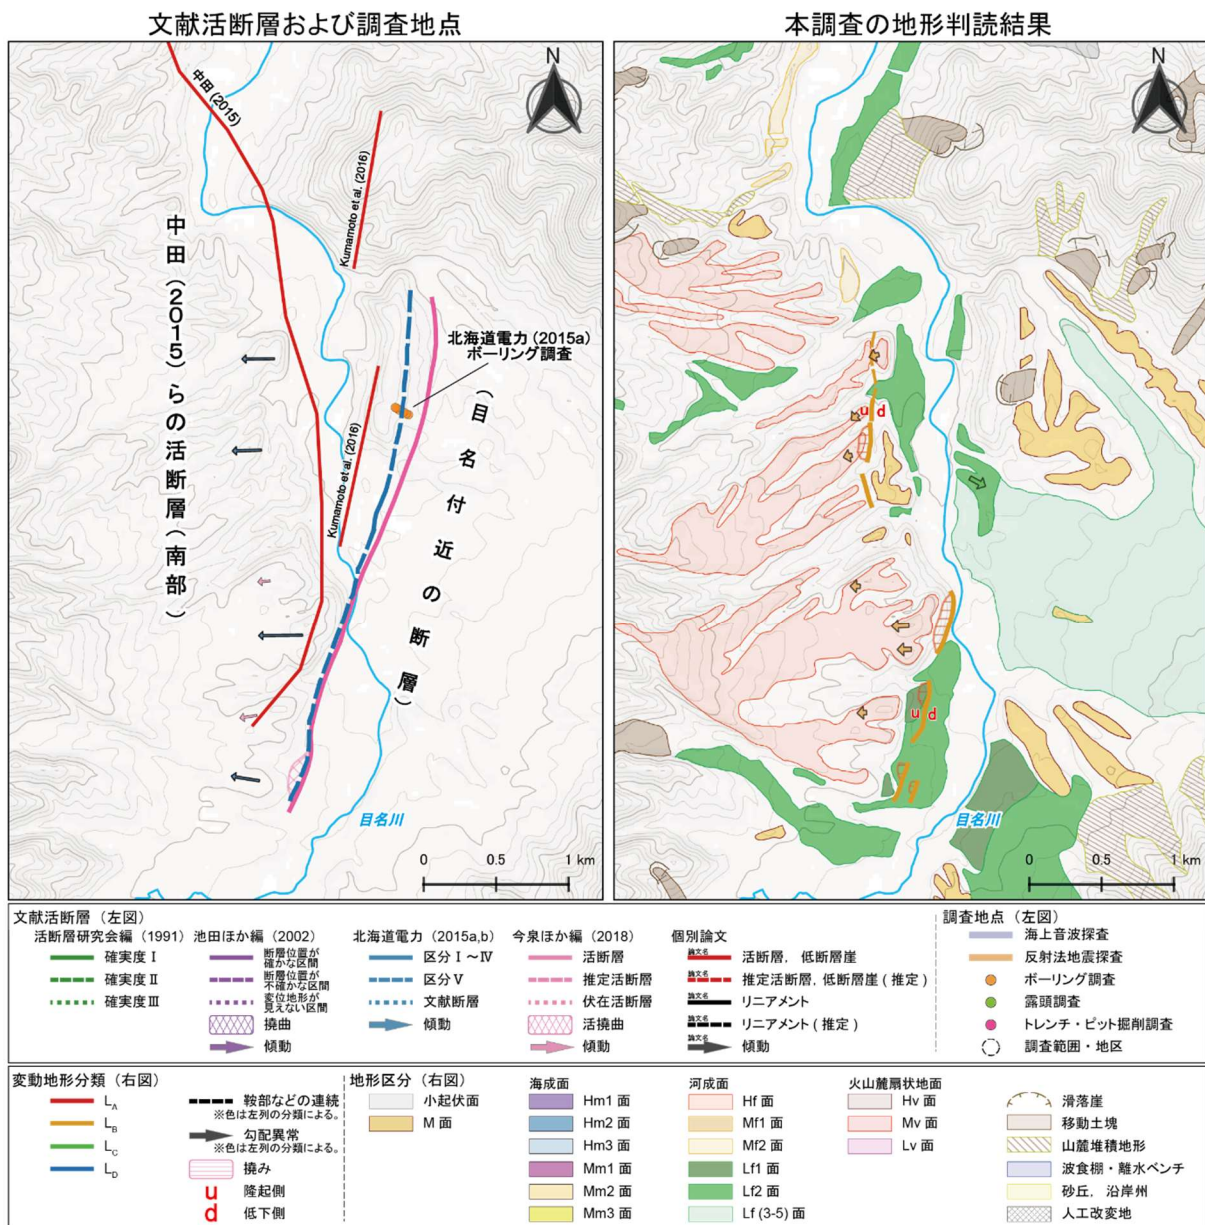 文献活断層および調査地点
本調査の地形判読結果
中田 (2015)
Kumamoto et al. (2016)
N
中田(2015)らの活断層(南部)
北海道電力 (2015a)
ボーリング調査
(目名付近の断層)
Kumamoto et al. (2016)
目名川
0 0.5 1 km
N
u d
u d
目名川
0 0.5 1 km
文献活断層 (左図)
活断層研究会編 (1991)
確実度 Ⅰ
確実度 Ⅱ
確実度 Ⅲ
池田ほか編 (2002)
断層位置が
確かな区間
断層位置が
不確かな区間
変位地形が
見えない区間
撓曲
傾動
北海道電力 (2015a,b)
区分 Ⅰ ~ Ⅳ
区分 Ⅴ
文献断層
傾動
今泉ほか編 (2018)
活断層
推定活断層
伏在活断層
活撓曲
傾動
個別論文
論文名 活断層, 低断層崖
論文名 推定活断層, 低断層崖 ( 推定 )
論文名 リニアメント
論文名 リニアメント ( 推定 )
論文名 傾動
調査地点 (左図)
海上音波探査
反射法地震探査
ボーリング調査
露頭調査
トレンチ・ピット掘削調査
調査範囲・地区
変動地形分類 (右図)
LA
LB
LC
LD
鞍部などの連続
※色は左列の分類による。
勾配異常
※色は左列の分類による。
撓み
u 隆起側
d 低下側
地形区分 (右図)
小起伏面
M 面
海成面
Hm1 面
Hm2 面
Hm3 面
Mm1 面
Mm2 面
Mm3 面
河成面
Hf 面
Mf1 面
Mf2 面
Lf1 面
Lf2 面
Lf (3-5) 面
火山麓扇状地面
Hv 面
Mv 面
Lv 面
滑落崖
移動土塊
山麓堆積地形
波食棚・離水ベンチ
砂丘, 沿岸州
人工改変地